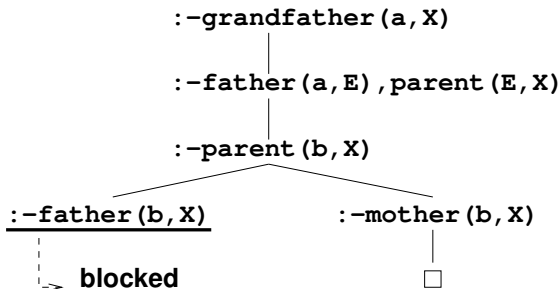 :-grandfather(a,X)
:-father(a,E),parent(E,X)
:-parent(b,X)
:-father(b,X) :-mother(b,X)
blocked